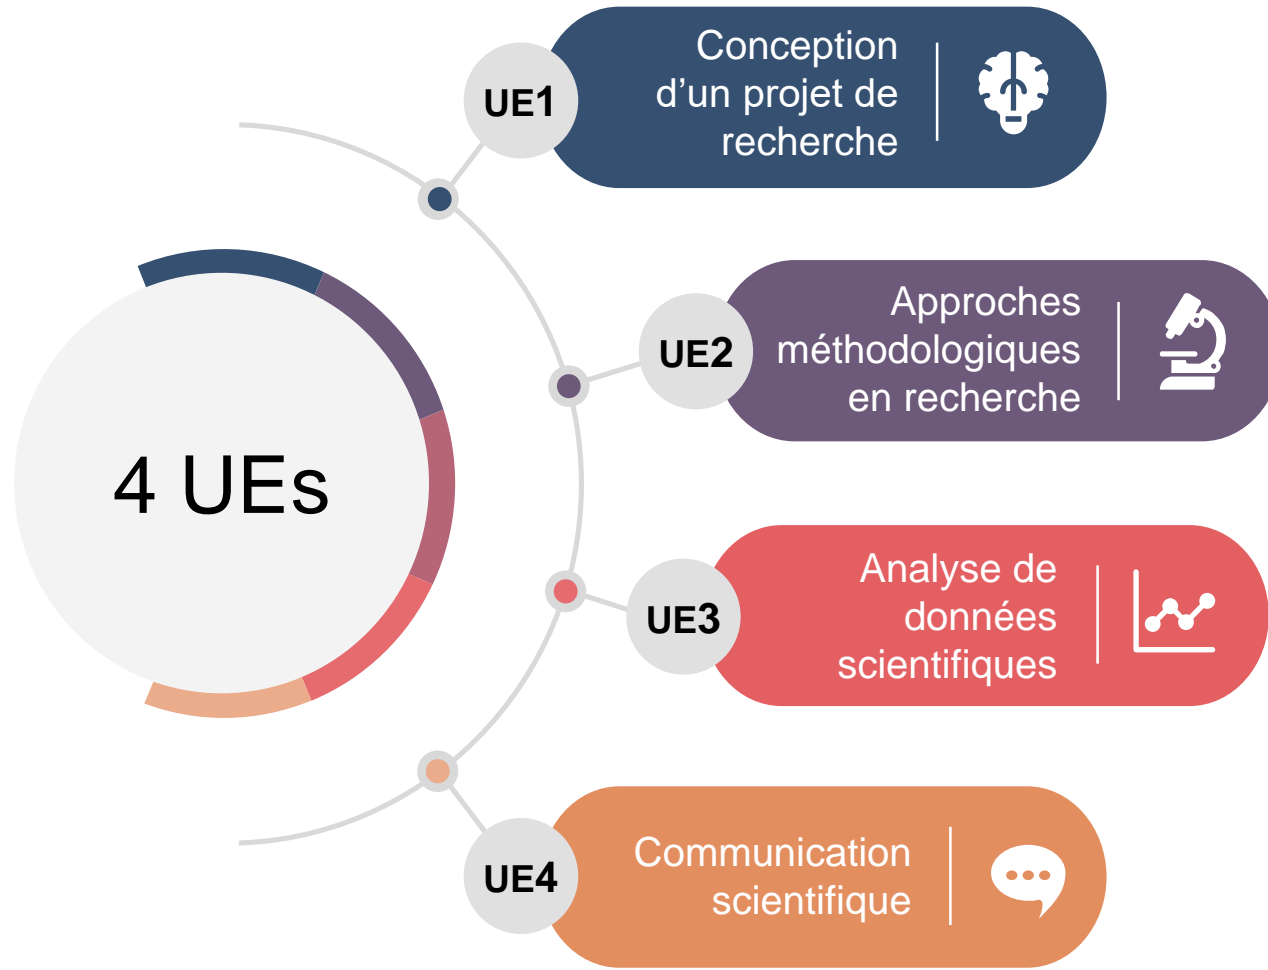 4 UEs
UE1
Conception
d'un projet de
recherche
UE2
Approches
méthodologiques
en recherche
UE3
Analyse de
données
scientifiques
UE4
Communication
scientifique